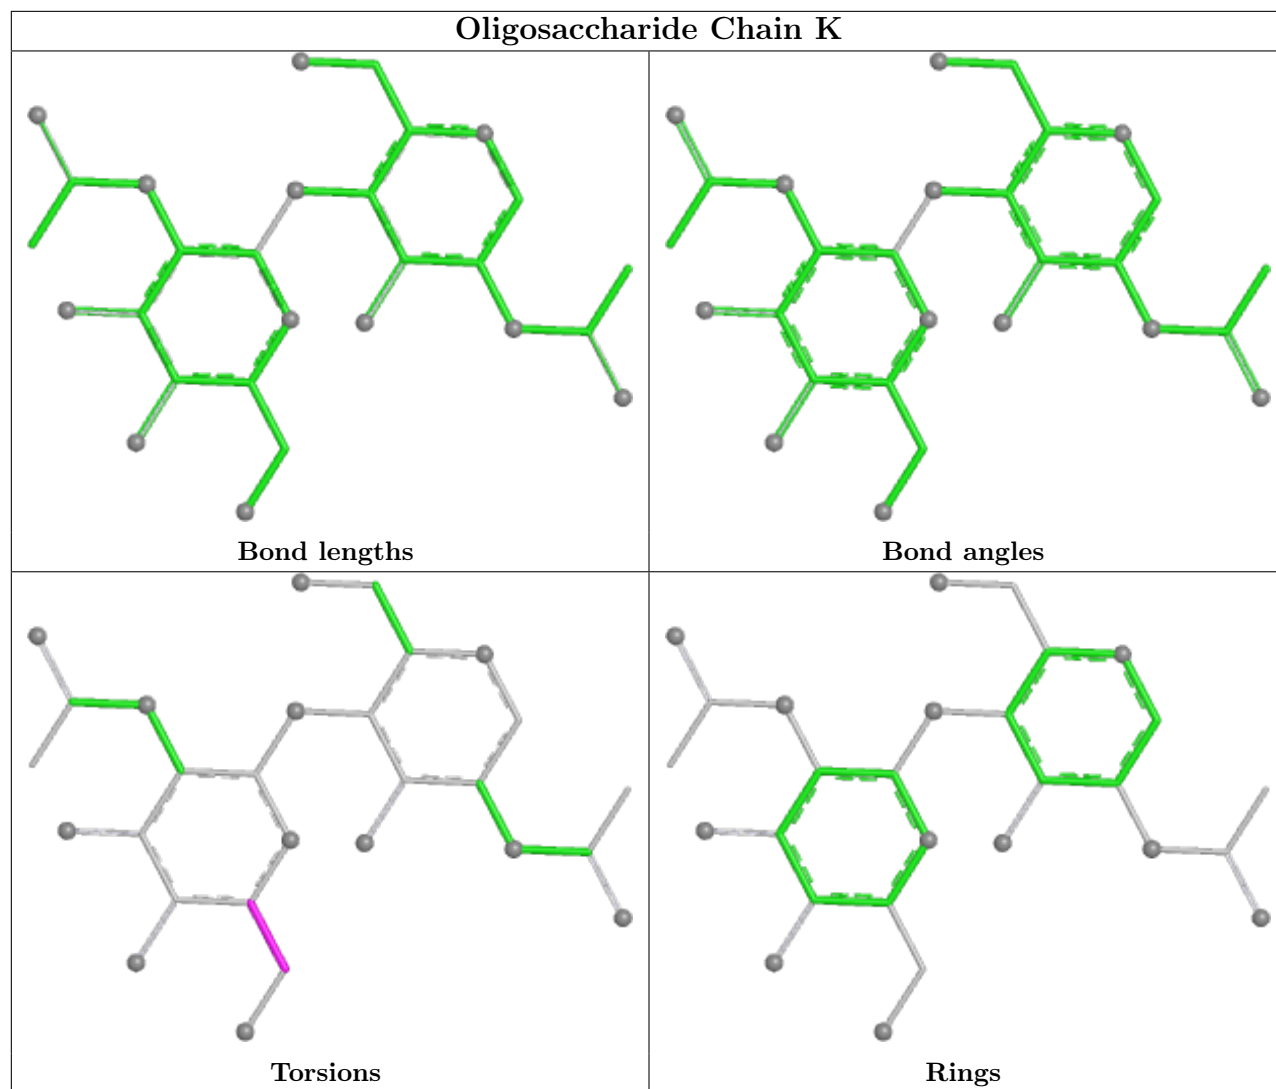 Oligosaccharide Chain K
Bond lengths
Bond angles
Torsions
Rings